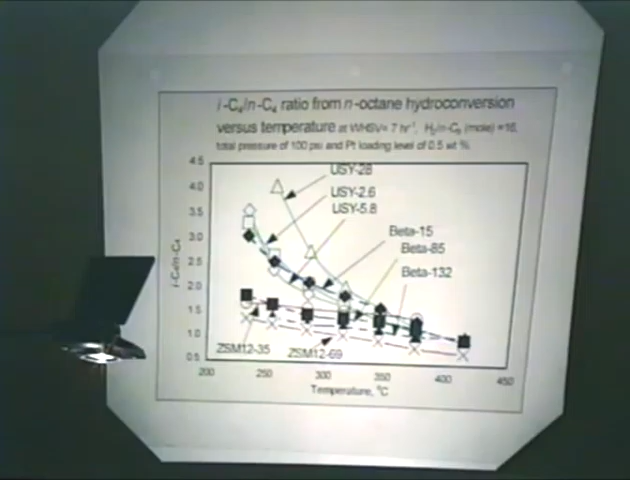 i-C₄/n-C₄ ratio from n-octane hydroconversion
versus temperature at WHSV= 7 hr⁻¹, H₂/n-C₈ (mole) =16,
total pressure of 100 psi and Pt loading level of 0.5 wt %
4.5
4.0
3.5
3.0
2.5
2.0
1.5
1.0
0.5
i-C₄/n-C₄
USY-28
USY-2.6
USY-5.8
Beta-15
Beta-85
Beta-132
ZSM12-35
ZSM12-69
200
250
300
350
400
450
Temperature, °C